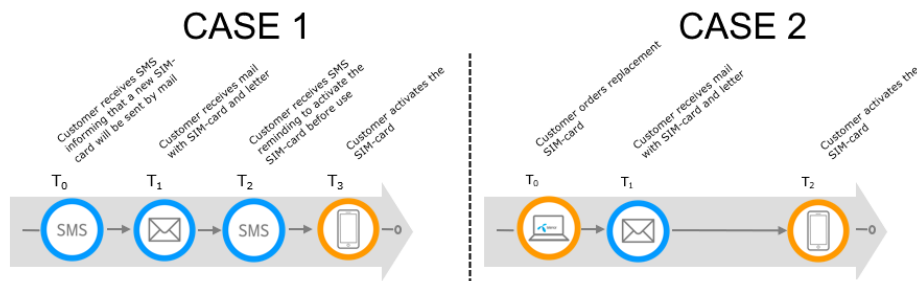 CASE 1
Customer receives SMS
informing that a new SIM-
card will be sent by mail
Customer receives mail
with SIM-card and letter
Customer receives SMS
reminding to activate the
SIM-card before use
Customer activates the
SIM-card
T0
T1
T2
T3
SMS
SMS
CASE 2
Customer orders replacement
SIM-card
Customer receives mail
with SIM-card and letter
Customer activates the
SIM-card
T0
T1
T2